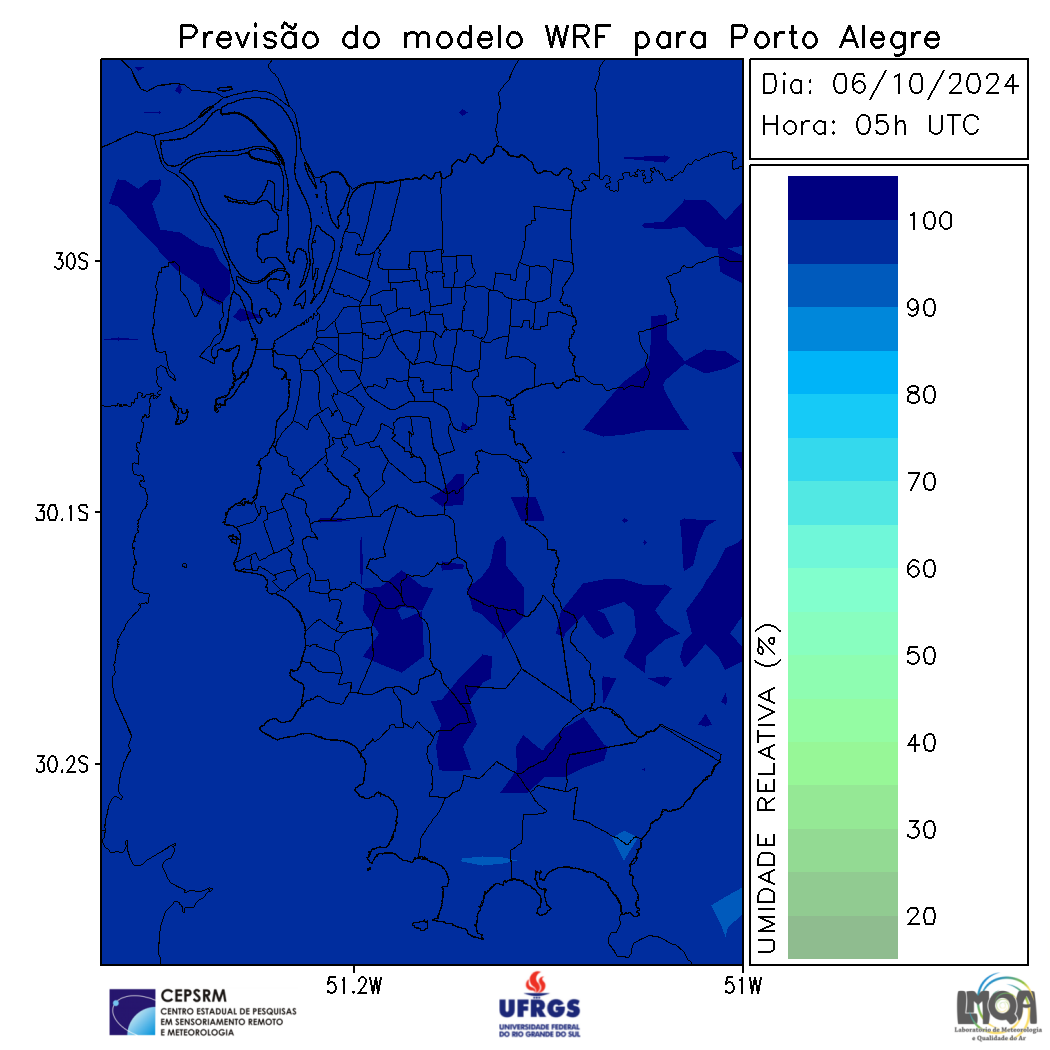 Previsão do modelo WRF para Porto Alegre
Dia: 06/10/2024
Hora: 05h UTC
30S
30.1S
30.2S
51.2W
51W
UMIDADE RELATIVA (%)
100
90
80
70
60
50
40
30
20
CEPSRM
CENTRO ESTADUAL DE PESQUISAS
EM SENSORIAMENTO REMOTO
E METEOROLOGIA
UFRGS
UNIVERSIDADE FEDERAL
DO RIO GRANDE DO SUL
LMQA
Laboratório de Meteorologia
e Qualidade do Ar